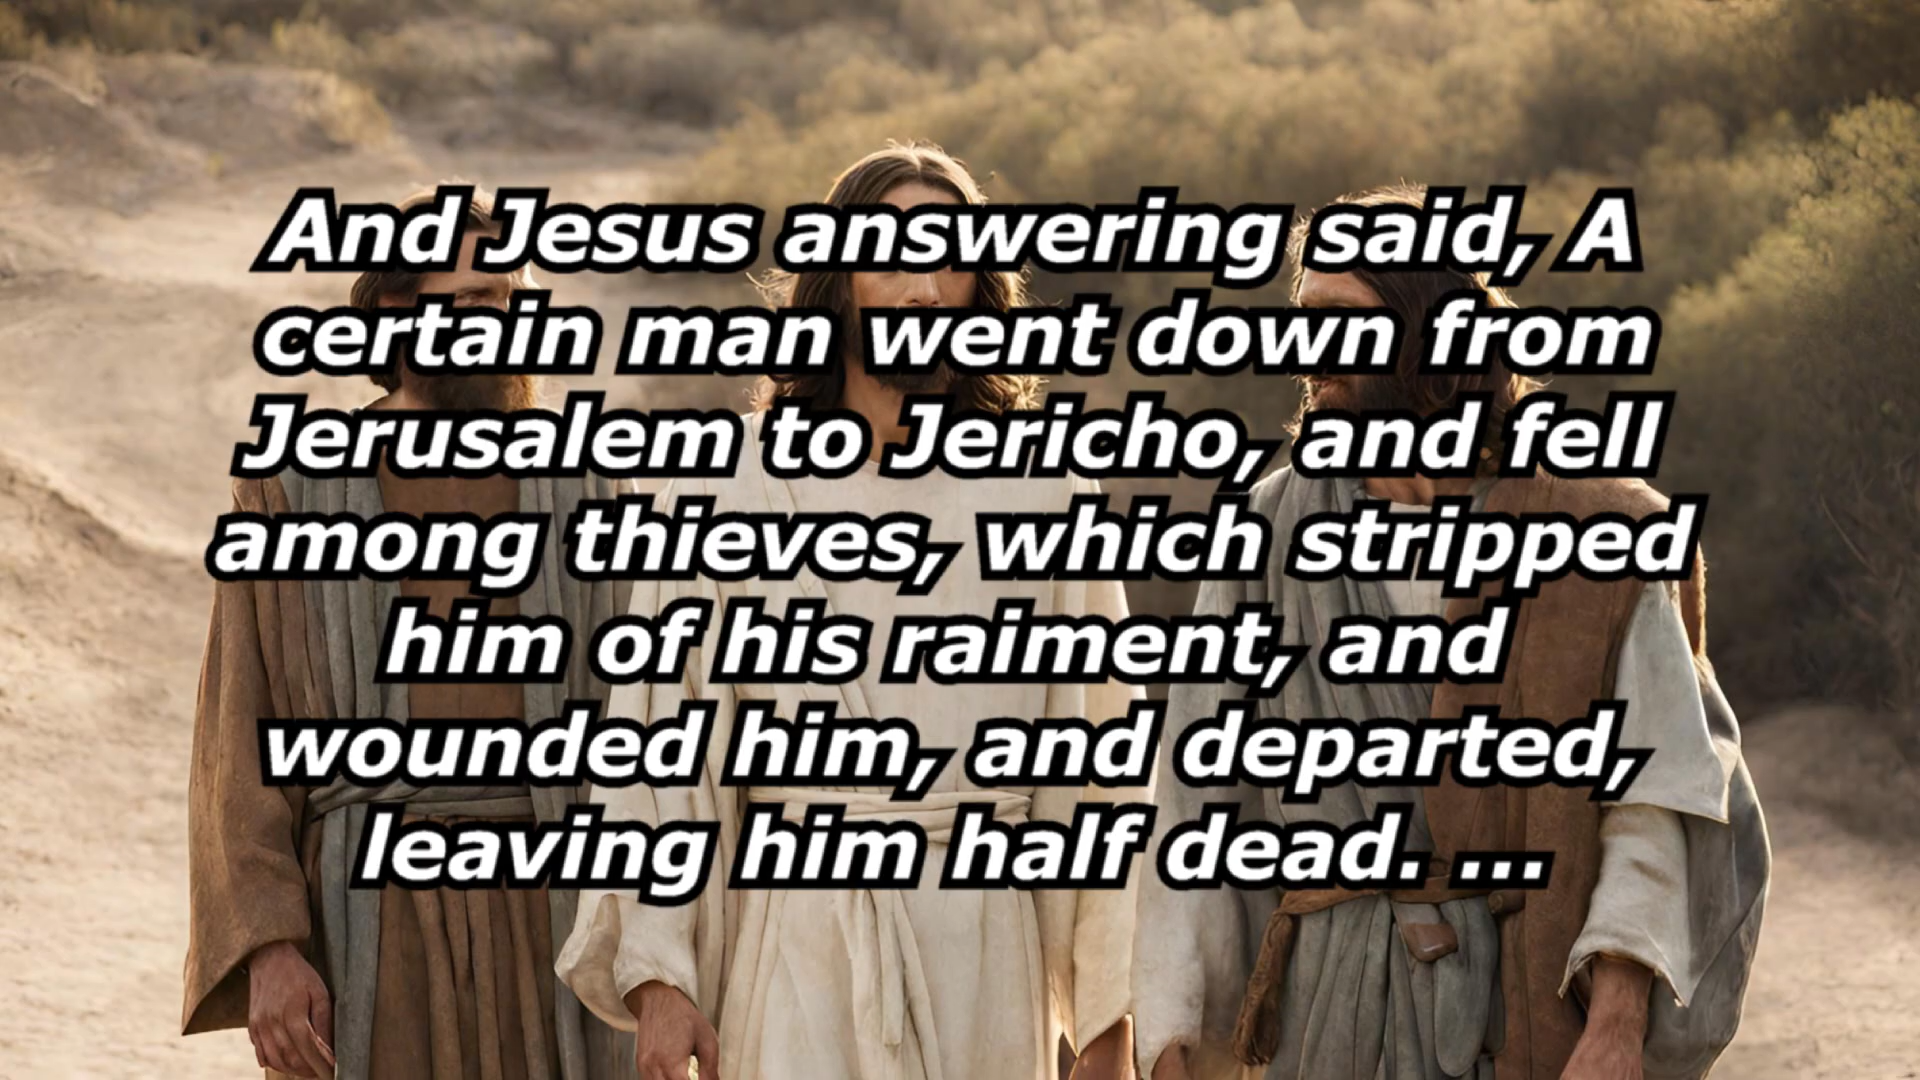 And Jesus answering said, A
certain man went down from
Jerusalem to Jericho, and fell
among thieves, which stripped
him of his raiment, and
wounded him, and departed,
leaving him half dead. ...